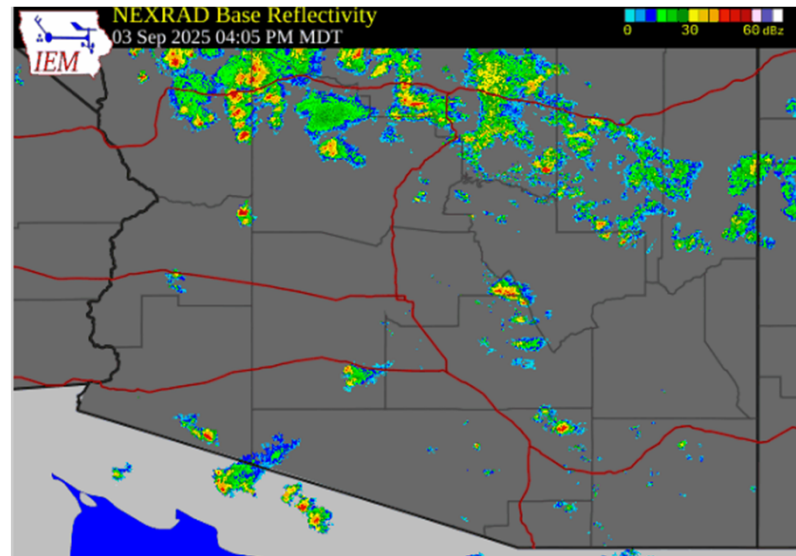 IEM
NEXRAD Base Reflectivity
03 Sep 2025 04:05 PM MDT
0 30 60 dBz